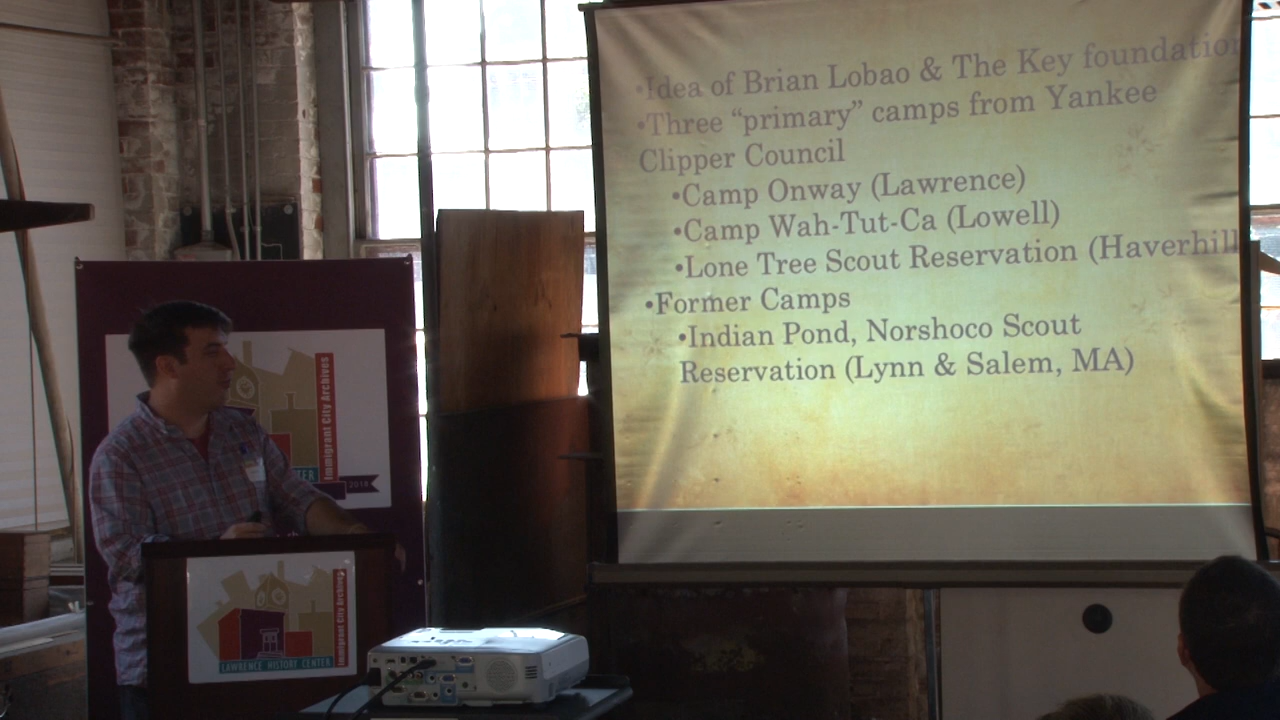 •Idea of Brian Lobao & The Key foundation
•Three “primary” camps from Yankee
Clipper Council
•Camp Onway (Lawrence)
•Camp Wah-Tut-Ca (Lowell)
•Lone Tree Scout Reservation (Haverhill
•Former Camps
•Indian Pond, Norshoco Scout
Reservation (Lynn & Salem, MA)
Immigrant City Archives
TER
2018
Immigrant City Archives
LAWRENCE HISTORY CENTER